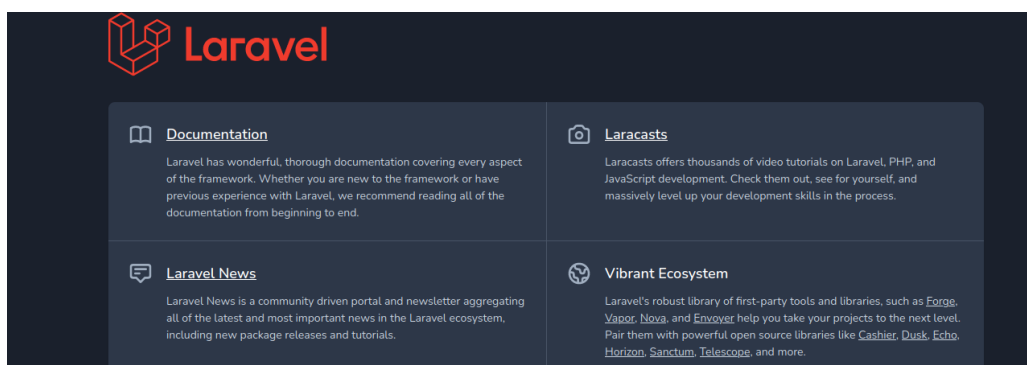 Laravel
Documentation
Laravel has wonderful, thorough documentation covering every aspect
of the framework. Whether you are new to the framework or have
previous experience with Laravel, we recommend reading all of the
documentation from beginning to end.
Laracasts
Laracasts offers thousands of video tutorials on Laravel, PHP, and
JavaScript development. Check them out, see for yourself, and
massively level up your development skills in the process.
Laravel News
Laravel News is a community driven portal and newsletter aggregating
all of the latest and most important news in the Laravel ecosystem,
including new package releases and tutorials.
Vibrant Ecosystem
Laravel's robust library of first-party tools and libraries, such as Forge,
Vapor, Nova, and Envoyer help you take your projects to the next level.
Pair them with powerful open source libraries like Cashier, Dusk, Echo,
Horizon, Sanctum, Telescope, and more.